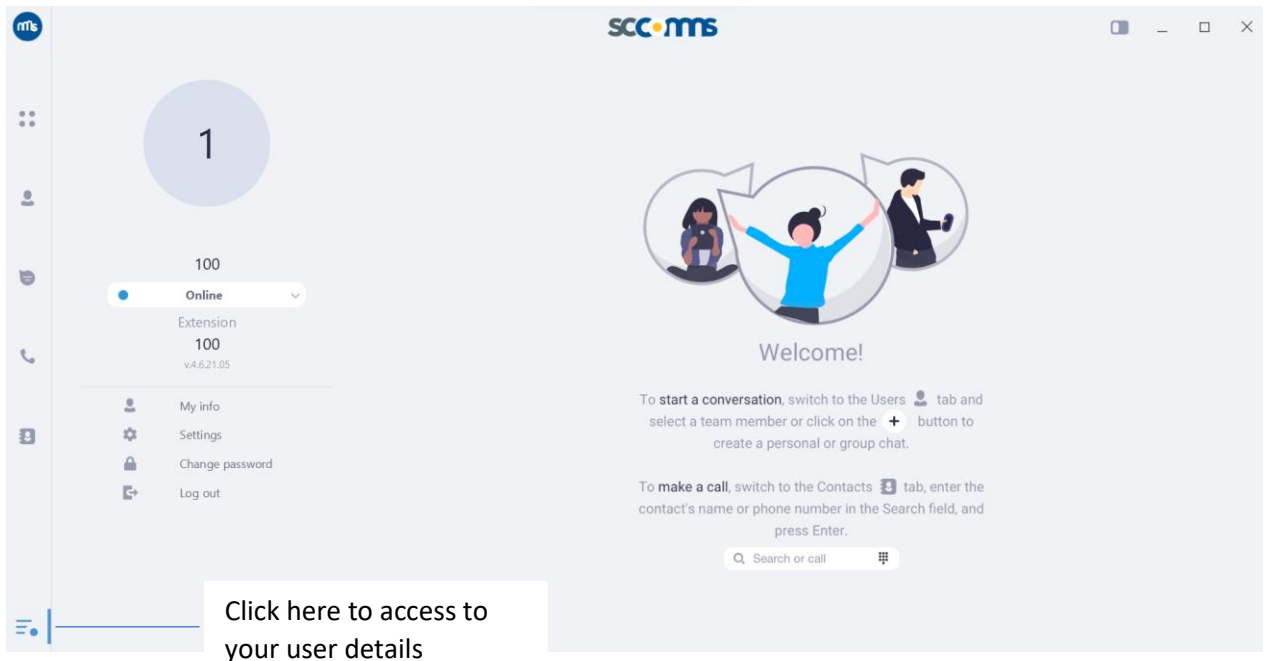 ms
sccomms
1
100
Online
Extension
100
v.4.6.21.05
My info
Settings
Change password
Log out
Welcome!
To start a conversation, switch to the Users tab and
select a team member or click on the + button to
create a personal or group chat.
To make a call, switch to the Contacts tab, enter the
contact's name or phone number in the Search field, and
press Enter.
Search or call
Click here to access to
your user details